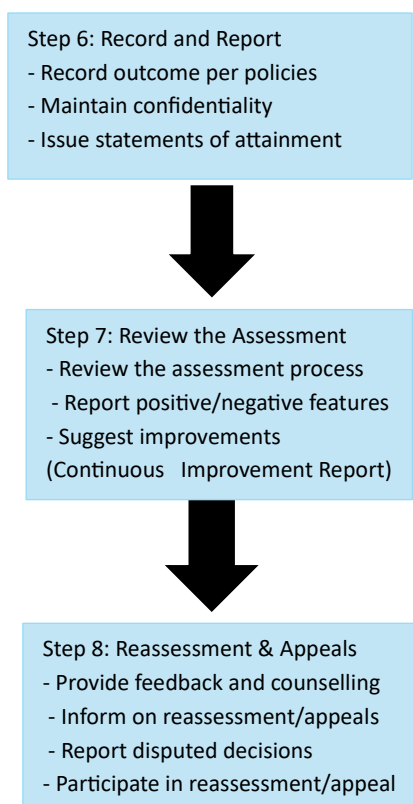 Step 6: Record and Report
- Record outcome per policies
- Maintain confidentiality
- Issue statements of attainment
Step 7: Review the Assessment
- Review the assessment process
- Report positive/negative features
- Suggest improvements
(Continuous Improvement Report)
Step 8: Reassessment & Appeals
- Provide feedback and counselling
- Inform on reassessment/appeals
- Report disputed decisions
- Participate in reassessment/appeal